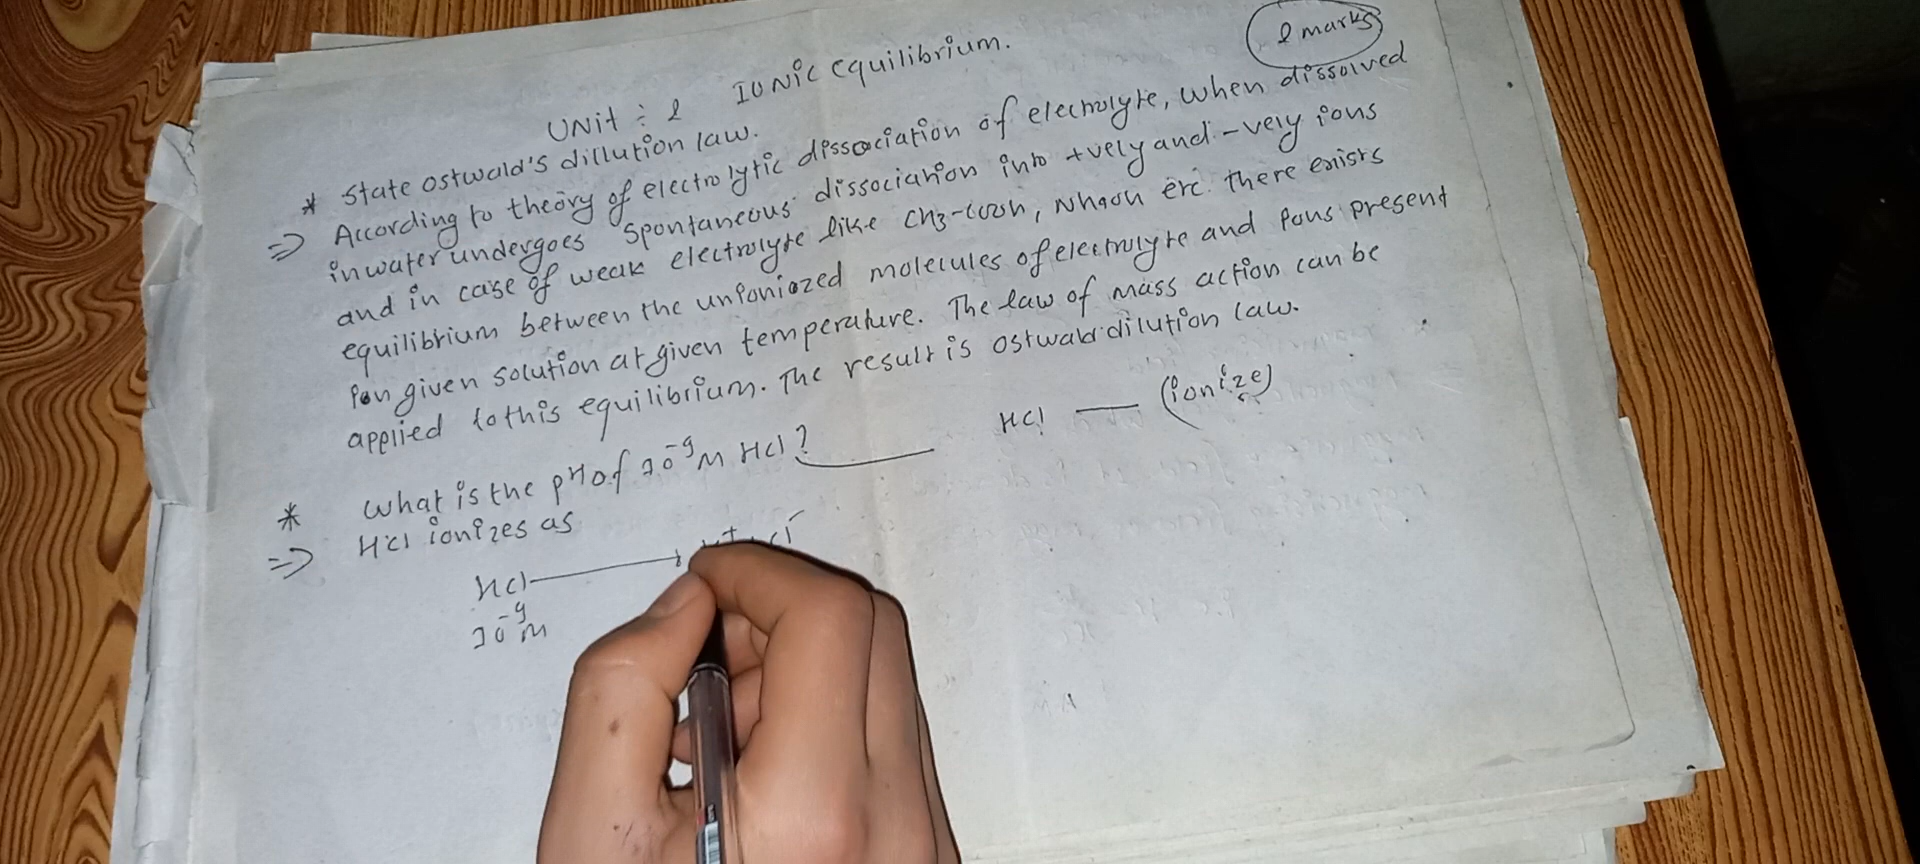 2 marks
UNit : 2 IONic equilibrium.
* State ostwald's dillution law.
=> According to theory of electrolytic dissociation of electrolyte, when dissolved
in water undergoes spontaneous dissociation into +vely and -vely ions
and in case of weak electrolyte like CH3-COOH, NH4OH etc. there exists
equilibrium between the unionized molecules of electrolyte and ions present
in given solution at given temperature. The law of mass action can be
applied to this equilibrium. The result is ostwald dilution law.
* What is the pH of 10⁻⁹M HCl? HCl — (ionize)
=> HCl ionizes as
HCl → H⁺ Cl⁻
10⁻⁹M